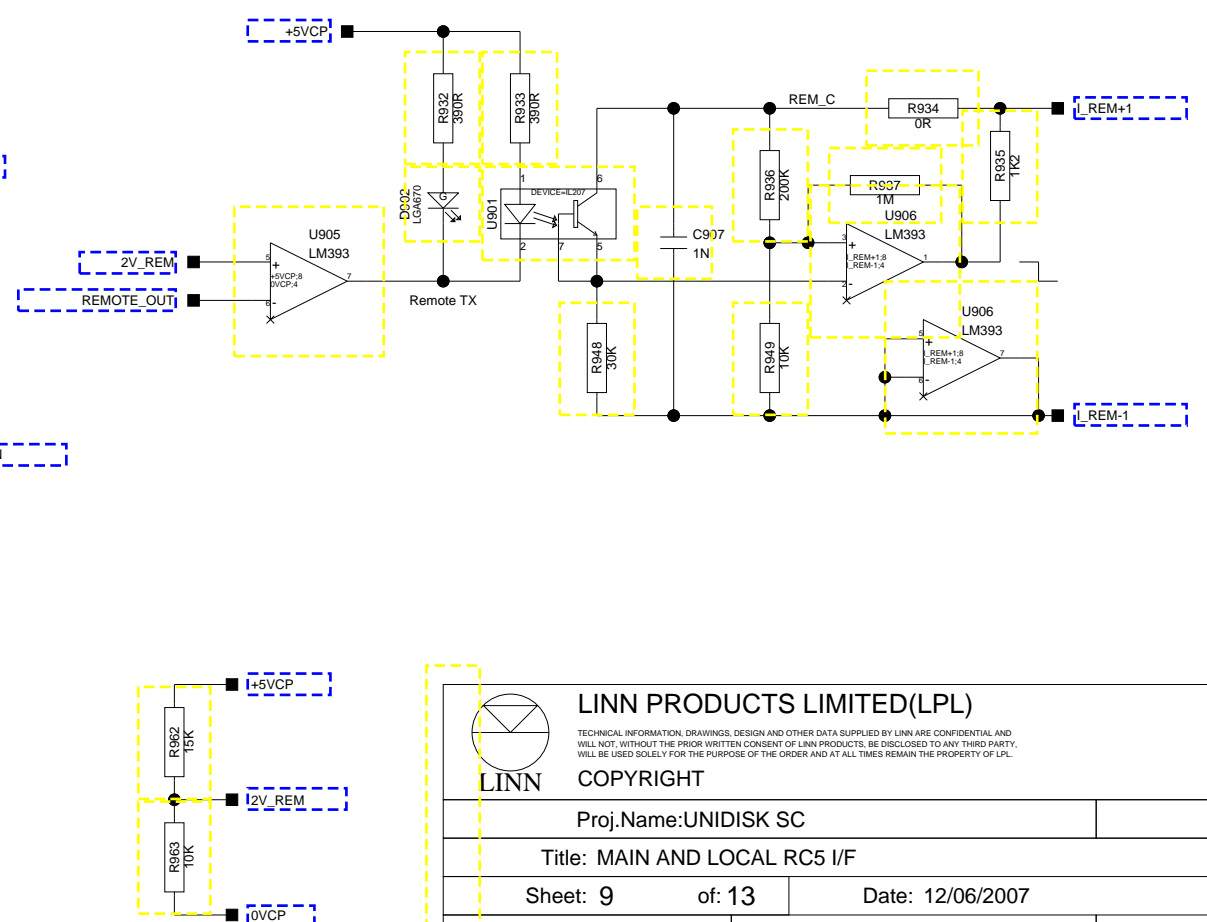 +5VCP
R932
390R
R933
390R
REM_C
R934
0R
I_REM+1
R935
1K2
R936
200K
R937
1M
D902
LGA670
G
U901
DEVICE=IL207
1
6
2
7
5
U905
LM393
2V_REM
5
+
+5VCP;8
0VCP;4
7
REMOTE_OUT
6
-
Remote TX
C907
1N
U906
LM393
3
+
I_REM+1;8
I_REM-1;4
1
2
-
U906
LM393
5
+
I_REM+1;8
I_REM-1;4
7
6
-
R948
30K
R949
10K
I_REM-1
+5VCP
R962
15K
2V_REM
R963
10K
0VCP
LINN
LINN PRODUCTS LIMITED(LPL)
TECHNICAL INFORMATION, DRAWINGS, DESIGN AND OTHER DATA SUPPLIED BY LINN ARE CONFIDENTIAL AND
WILL NOT, WITHOUT THE PRIOR WRITTEN CONSENT OF LINN PRODUCTS, BE DISCLOSED TO ANY THIRD PARTY,
WILL BE USED SOLELY FOR THE PURPOSE OF THE ORDER AND AT ALL TIMES REMAIN THE PROPERTY OF LPL.
COPYRIGHT
Proj.Name:UNIDISK SC
Title: MAIN AND LOCAL RC5 I/F
Sheet: 9 of: 13 Date: 12/06/2007